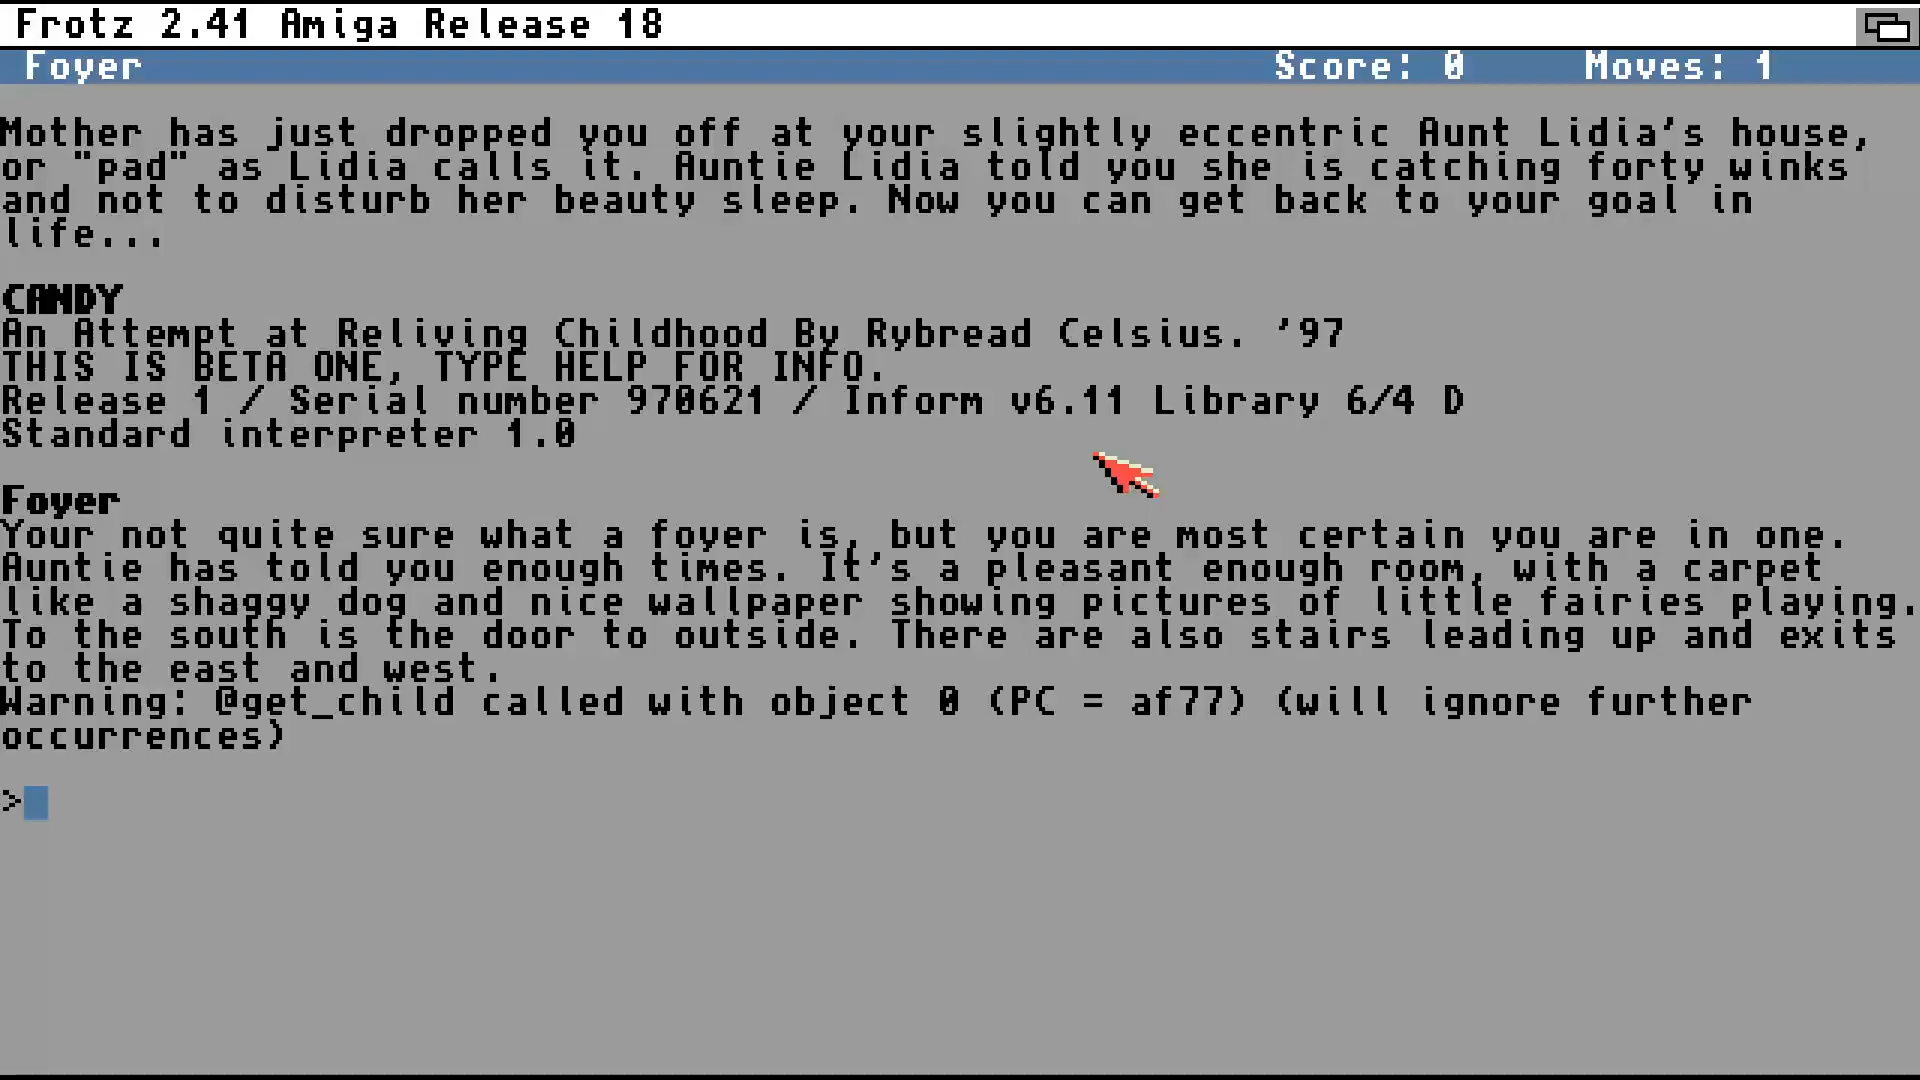 Frotz 2.41 Amiga Release 18
Foyer Score: 0 Moves: 1
Mother has just dropped you off at your slightly eccentric Aunt Lidia's house,
or "pad" as Lidia calls it. Auntie Lidia told you she is catching forty winks
and not to disturb her beauty sleep. Now you can get back to your goal in
life...
CANDY
An Attempt at Reliving Childhood By Rybread Celsius. '97
THIS IS BETA ONE, TYPE HELP FOR INFO.
Release 1 / Serial number 970621 / Inform v6.11 Library 6/4 D
Standard interpreter 1.0
Foyer
Your not quite sure what a foyer is, but you are most certain you are in one.
Auntie has told you enough times. It's a pleasant enough room, with a carpet
like a shaggy dog and nice wallpaper showing pictures of little fairies playing.
To the south is the door to outside. There are also stairs leading up and exits
to the east and west.
Warning: @get_child called with object 0 (PC = af77) (will ignore further
occurrences)
>